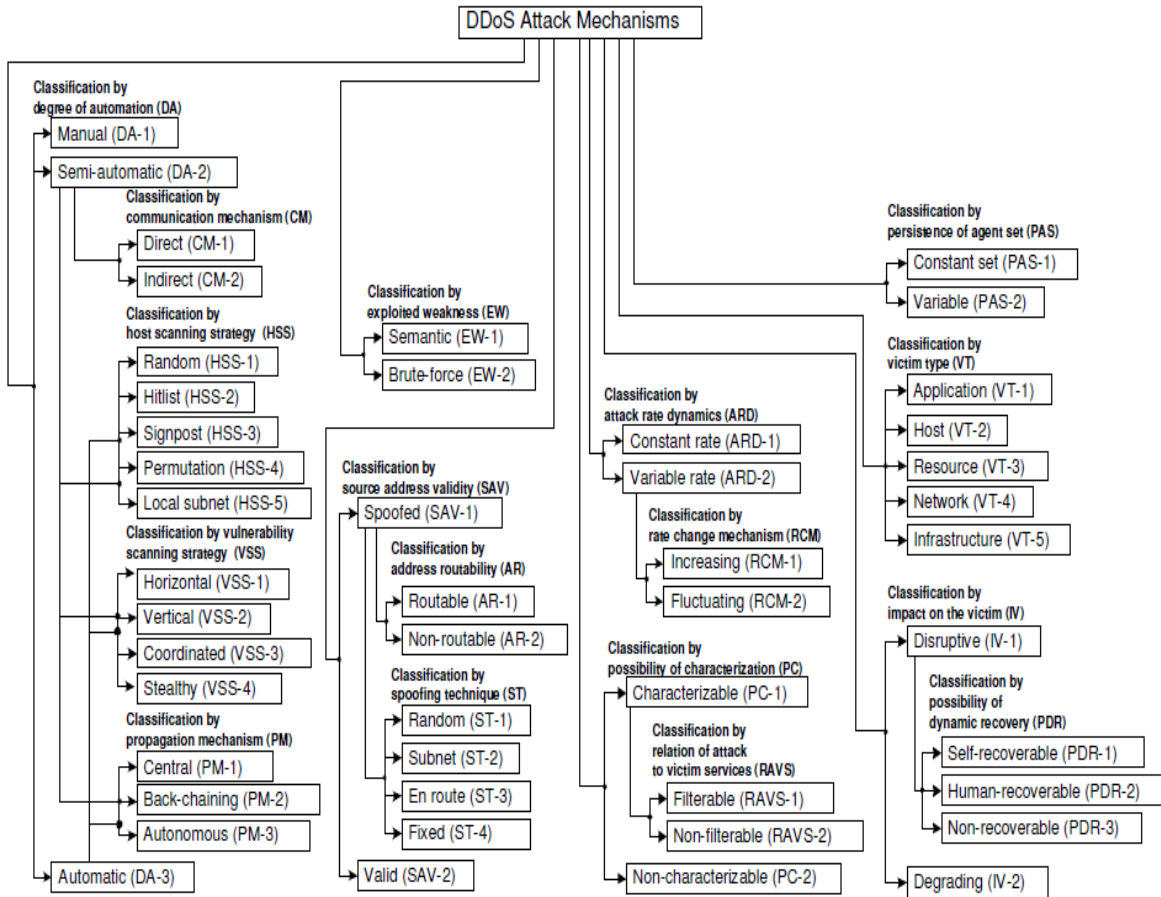 DDoS Attack Mechanisms
Classification by
degree of automation (DA)
Manual (DA-1)
Semi-automatic (DA-2)
Classification by
communication mechanism (CM)
Direct (CM-1)
Indirect (CM-2)
Classification by
host scanning strategy (HSS)
Random (HSS-1)
Hitlist (HSS-2)
Signpost (HSS-3)
Permutation (HSS-4)
Local subnet (HSS-5)
Classification by vulnerability
scanning strategy (VSS)
Horizontal (VSS-1)
Vertical (VSS-2)
Coordinated (VSS-3)
Stealthy (VSS-4)
Classification by
propagation mechanism (PM)
Central (PM-1)
Back-chaining (PM-2)
Autonomous (PM-3)
Automatic (DA-3)
Classification by
exploited weakness (EW)
Semantic (EW-1)
Brute-force (EW-2)
Classification by
source address validity (SAV)
Spoofed (SAV-1)
Classification by
address routability (AR)
Routable (AR-1)
Non-routable (AR-2)
Classification by
spoofing technique (ST)
Random (ST-1)
Subnet (ST-2)
En route (ST-3)
Fixed (ST-4)
Valid (SAV-2)
Classification by
attack rate dynamics (ARD)
Constant rate (ARD-1)
Variable rate (ARD-2)
Classification by
rate change mechanism (RCM)
Increasing (RCM-1)
Fluctuating (RCM-2)
Classification by
possibility of characterization (PC)
Characterizable (PC-1)
Classification by
relation of attack
to victim services (RAVS)
Filterable (RAVS-1)
Non-filterable (RAVS-2)
Non-characterizable (PC-2)
Classification by
persistence of agent set (PAS)
Constant set (PAS-1)
Variable (PAS-2)
Classification by
victim type (VT)
Application (VT-1)
Host (VT-2)
Resource (VT-3)
Network (VT-4)
Infrastructure (VT-5)
Classification by
impact on the victim (IV)
Disruptive (IV-1)
Classification by
possibility of
dynamic recovery (PDR)
Self-recoverable (PDR-1)
Human-recoverable (PDR-2)
Non-recoverable (PDR-3)
Degrading (IV-2)